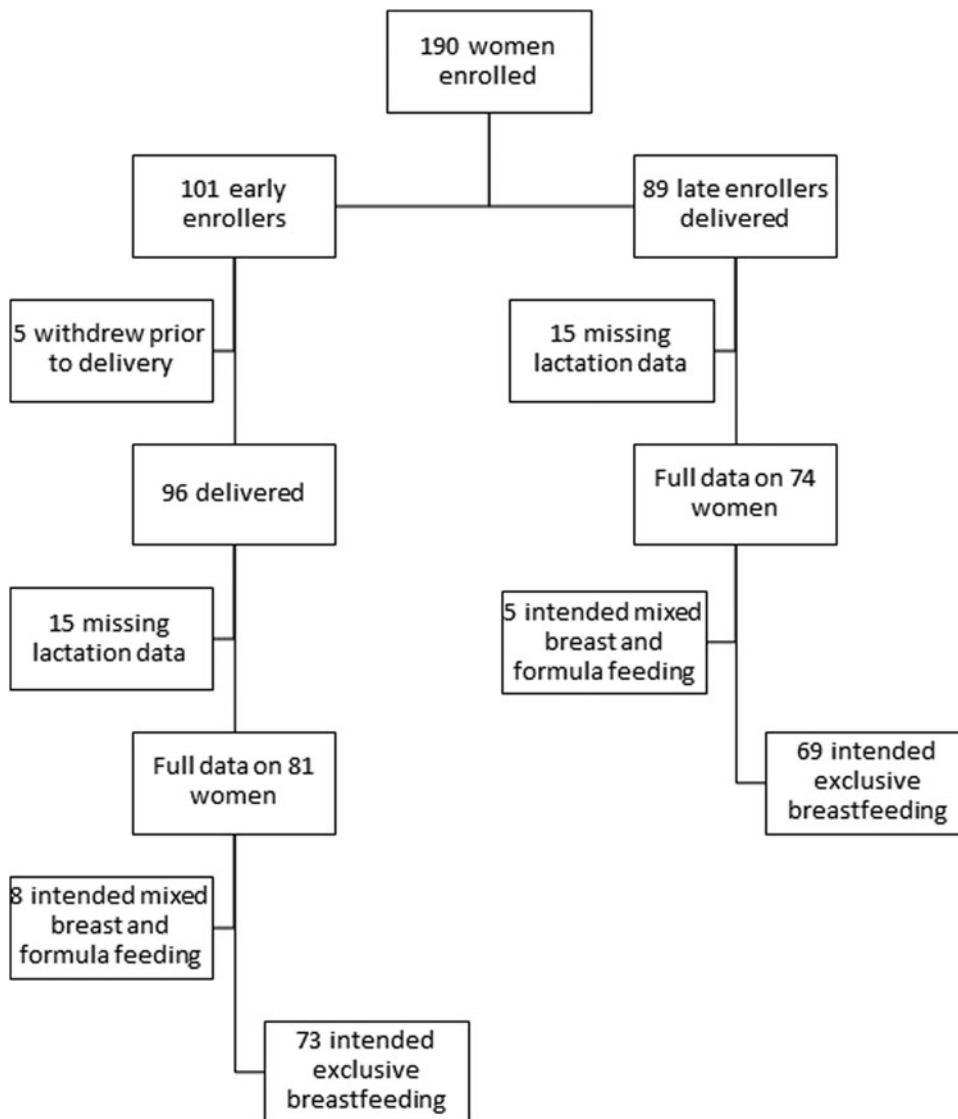 190 women
enrolled
101 early
enrollers
89 late enrollers
delivered
5 withdrew prior
to delivery
15 missing
lactation data
96 delivered
Full data on 74
women
15 missing
lactation data
5 intended mixed
breast and
formula feeding
Full data on 81
women
69 intended
exclusive
breastfeeding
8 intended mixed
breast and
formula feeding
73 intended
exclusive
breastfeeding